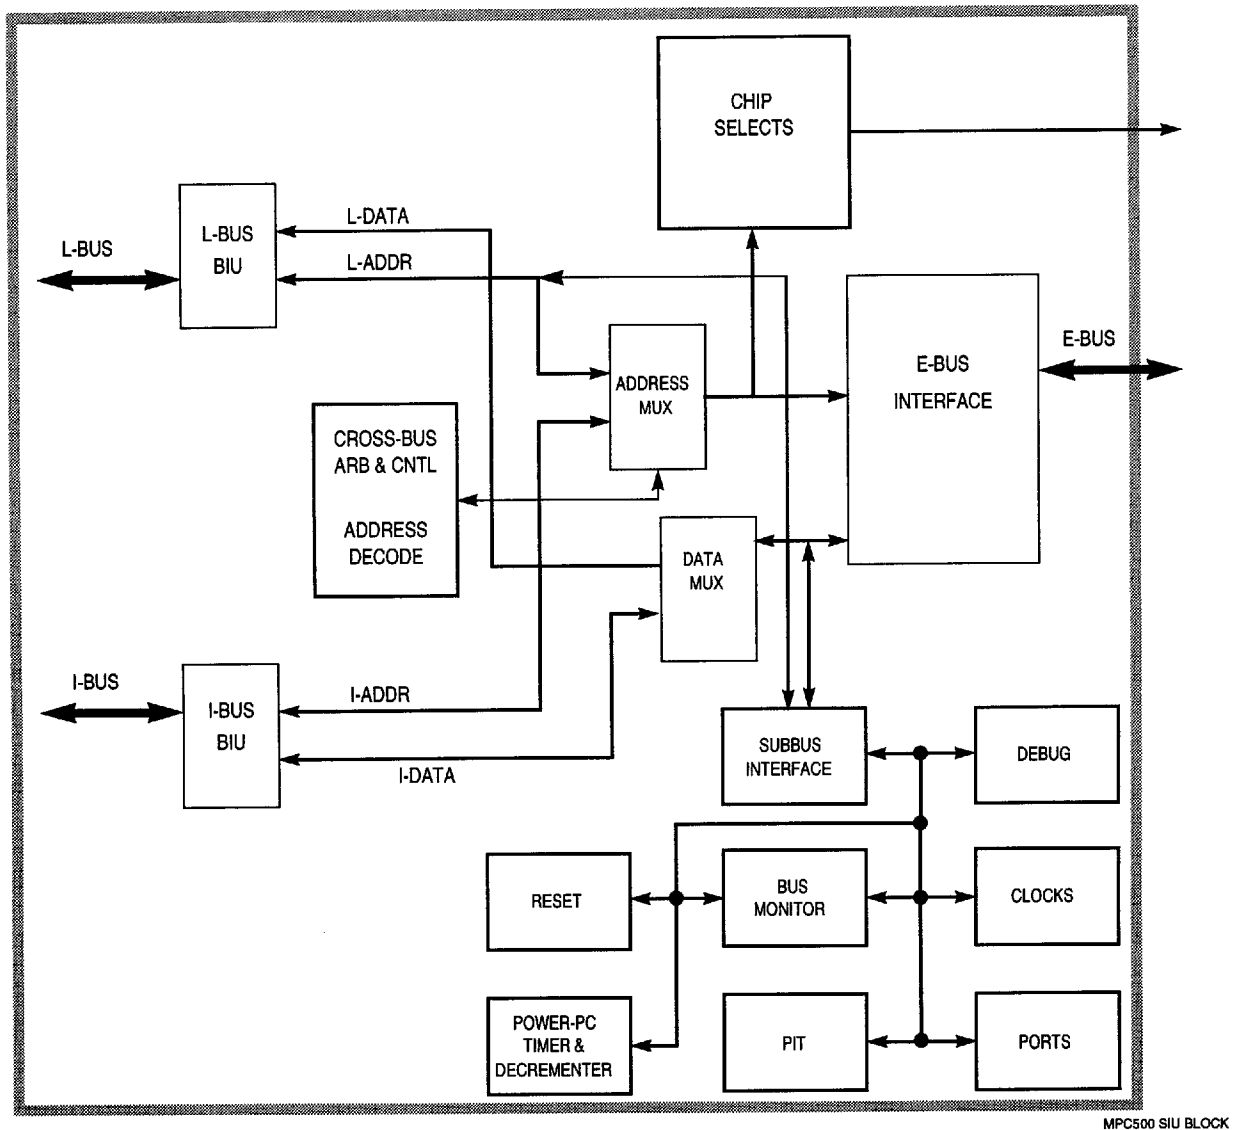 CHIP
SELECTS
L-BUS
L-BUS
BIU
L-DATA
L-ADDR
ADDRESS
MUX
E-BUS
INTERFACE
E-BUS
CROSS-BUS
ARB & CNTL
ADDRESS
DECODE
DATA
MUX
I-BUS
I-BUS
BIU
I-ADDR
I-DATA
SUBBUS
INTERFACE
DEBUG
RESET
BUS
MONITOR
CLOCKS
POWER-PC
TIMER &
DECREMENTER
PIT
PORTS
MPC500 SIU BLOCK